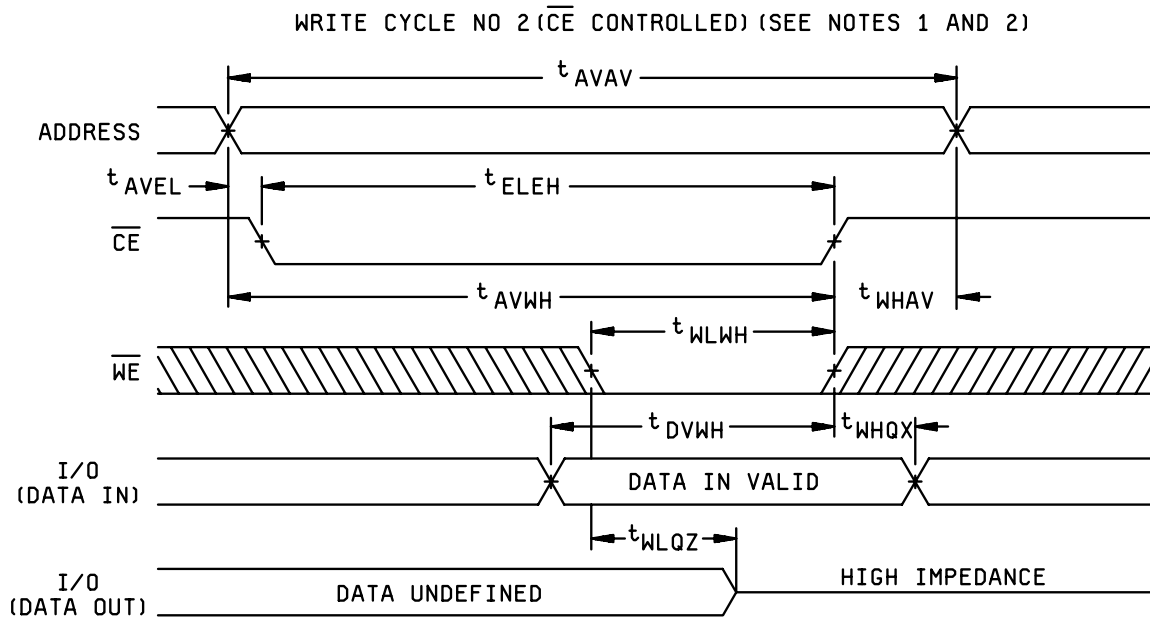 WRITE CYCLE NO 2 (CE CONTROLLED) (SEE NOTES 1 AND 2)
tAVAV
ADDRESS
tAVEL
tELEH
CE
tAVWH
tWHAV
tWLWH
WE
tDVWH
tWHQX
I/O
(DATA IN)
DATA IN VALID
tWLQZ
I/O
(DATA OUT)
DATA UNDEFINED
HIGH IMPEDANCE